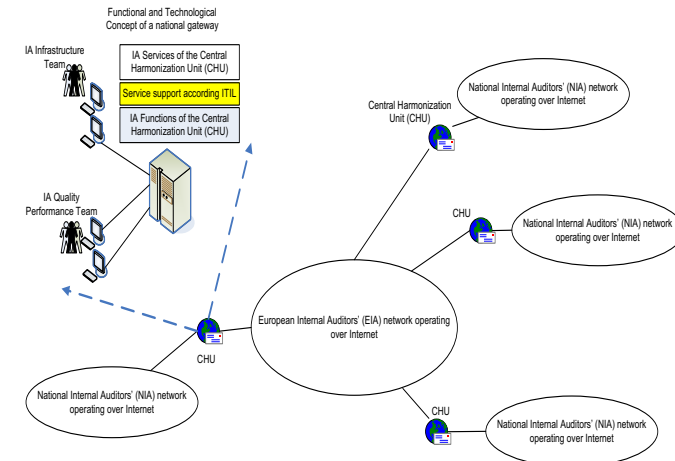 Functional and Technological
Concept of a national gateway
IA Infrastructure
Team
IA Services of the Central
Harmonization Unit (CHU)
Service support according ITIL
IA Functions of the Central
Harmonization Unit (CHU)
IA Quality
Performance Team
Central Harmonization
Unit (CHU)
National Internal Auditors' (NIA) network
operating over Internet
CHU
National Internal Auditors' (NIA) network
operating over Internet
European Internal Auditors' (EIA) network operating
over Internet
CHU
National Internal Auditors' (NIA) network
operating over Internet
CHU
National Internal Auditors' (NIA) network
operating over Internet